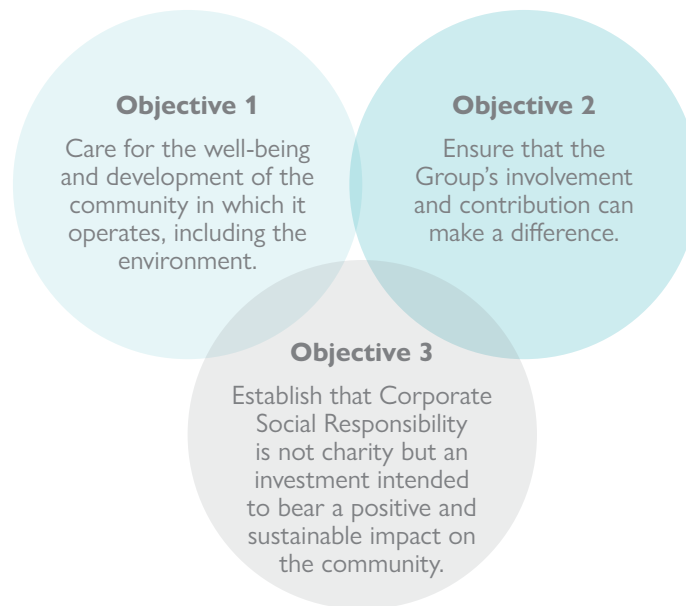 Objective 1
Care for the well-being
and development of the
community in which it
operates, including the
environment.
Objective 2
Ensure that the
Group’s involvement
and contribution can
make a difference.
Objective 3
Establish that Corporate
Social Responsibility
is not charity but an
investment intended
to bear a positive and
sustainable impact on
the community.